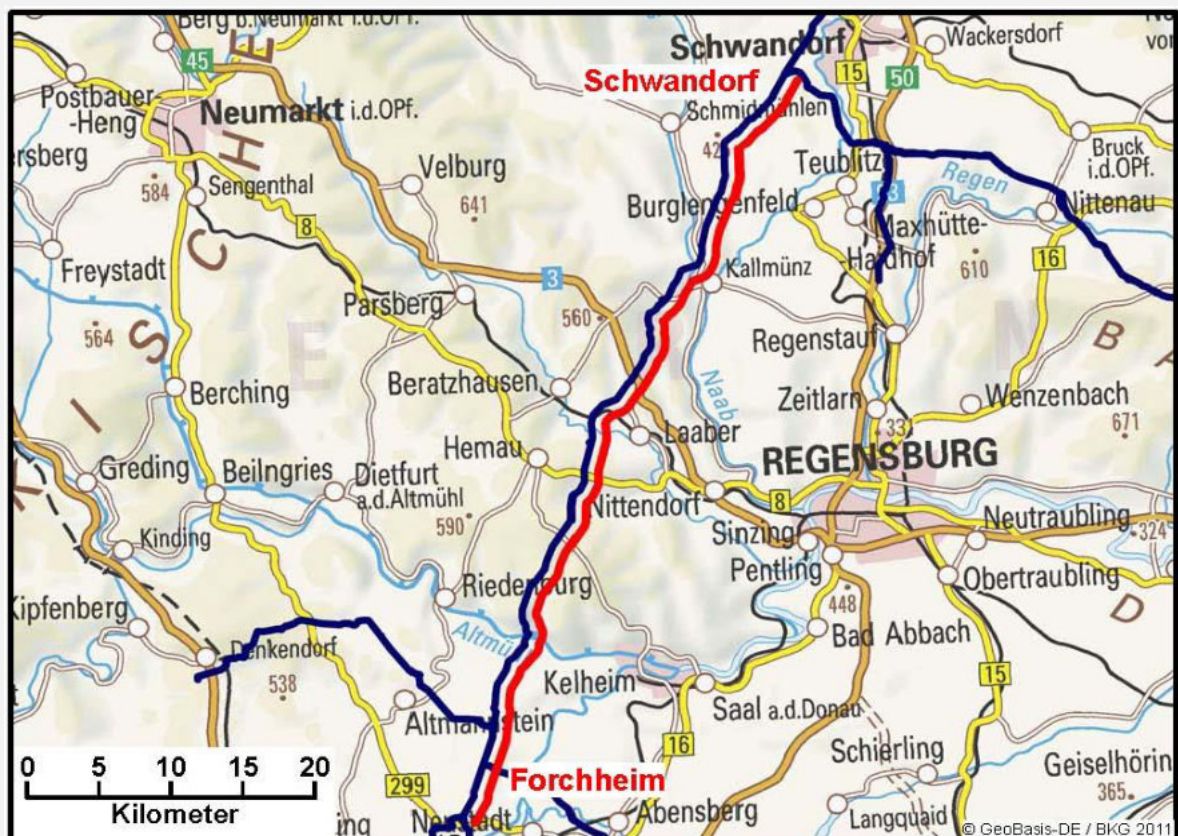 Berg b.Neumarkt i.d.OPf.
Schwandorf
Wackersdorf
45
15
50
Schwandorf
Postbauer-
-Heng
Neumarkt i.d.OPf.
Schmidmühlen
Bruck
i.d.OPf.
ersberg
Velburg
Teublitz
584
Sengenthal
641
Regen
93
Burglengenfeld
Nittenau
8
Maxhütte-
Haidhof
Freystadt
610
16
Kallmünz
3
Parsberg
564
560
Regenstauf
Berching
Beratzhausen
Naab
Zeitlarn
Wenzenbach
33
671
Hemau
Laaber
REGENSBURG
Greding
Beilngries
Dietfurt
a.d.Altmühl
Nittendorf
8
590
Sinzing
Neutraubling
324
Kinding
Pentling
Obertraubling
Riedenburg
448
Kipfenberg
Bad Abbach
Denkendorf
538
Kelheim
15
Altmannstein
Saal a.d.Donau
16
Schierling
0 5 10 15 20
Kilometer
299
Forchheim
Geiselhörin
365
Abensberg
Neustadt
Langquaid
© GeoBasis-DE / BKG 2011